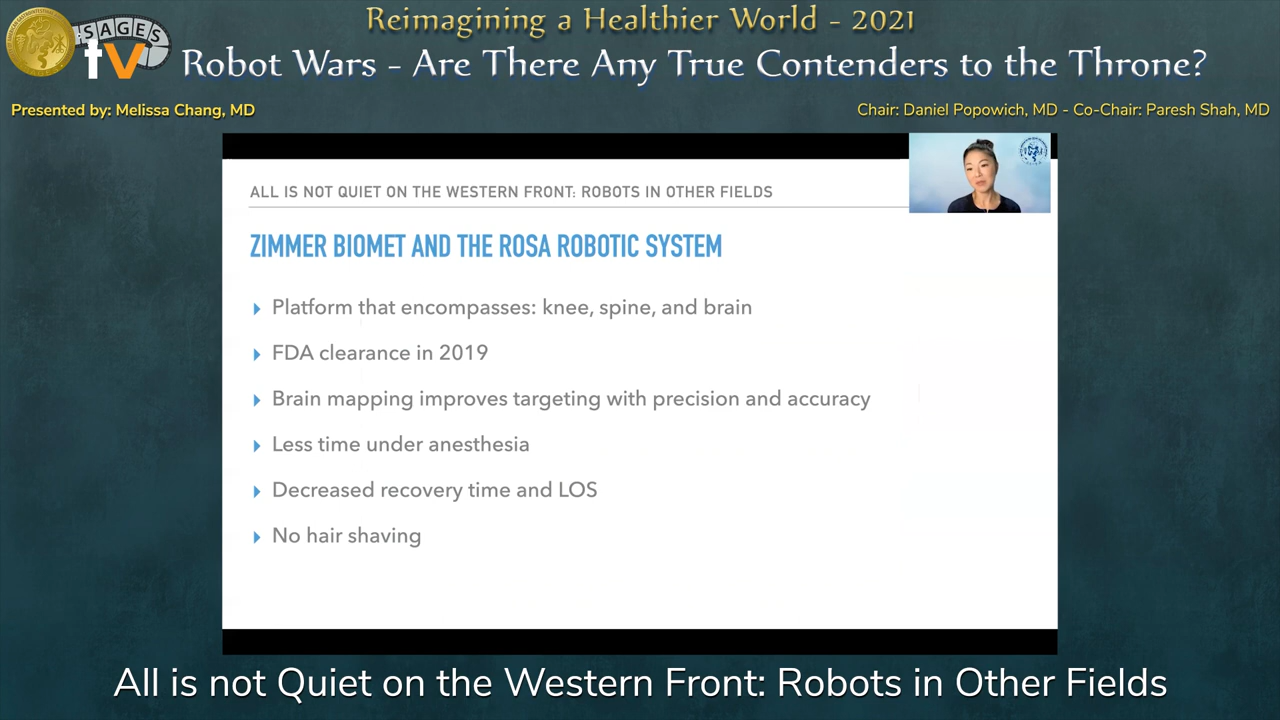 Reimagining a Healthier World - 2021
SAGES
tv
Robot Wars - Are There Any True Contenders to the Throne?
Presented by: Melissa Chang, MD
Chair: Daniel Popowich, MD - Co-Chair: Paresh Shah, MD
ALL IS NOT QUIET ON THE WESTERN FRONT: ROBOTS IN OTHER FIELDS
ZIMMER BIOMET AND THE ROSA ROBOTIC SYSTEM
Platform that encompasses: knee, spine, and brain
FDA clearance in 2019
Brain mapping improves targeting with precision and accuracy
Less time under anesthesia
Decreased recovery time and LOS
No hair shaving
All is not Quiet on the Western Front: Robots in Other Fields